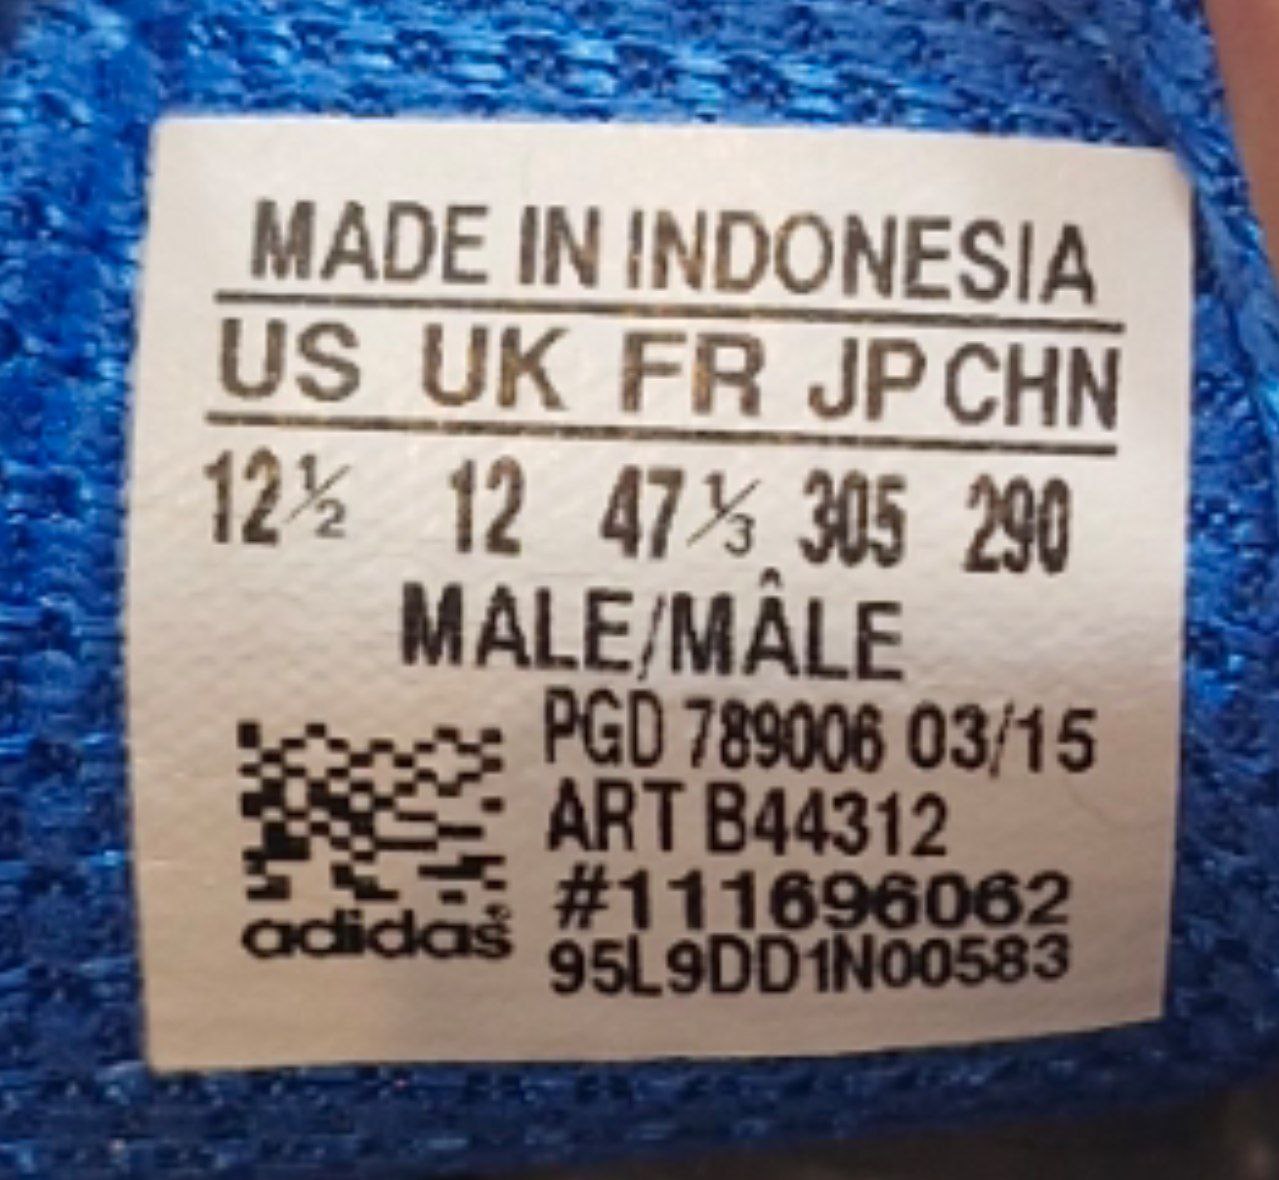 MADE IN INDONESIA
US UK FR JP CHN
12½ 12 47⅓ 305 290
MALE/MÂLE
PGD 789006 03/15
ART B44312
#111696062
adidas®
95L9DD1N00583